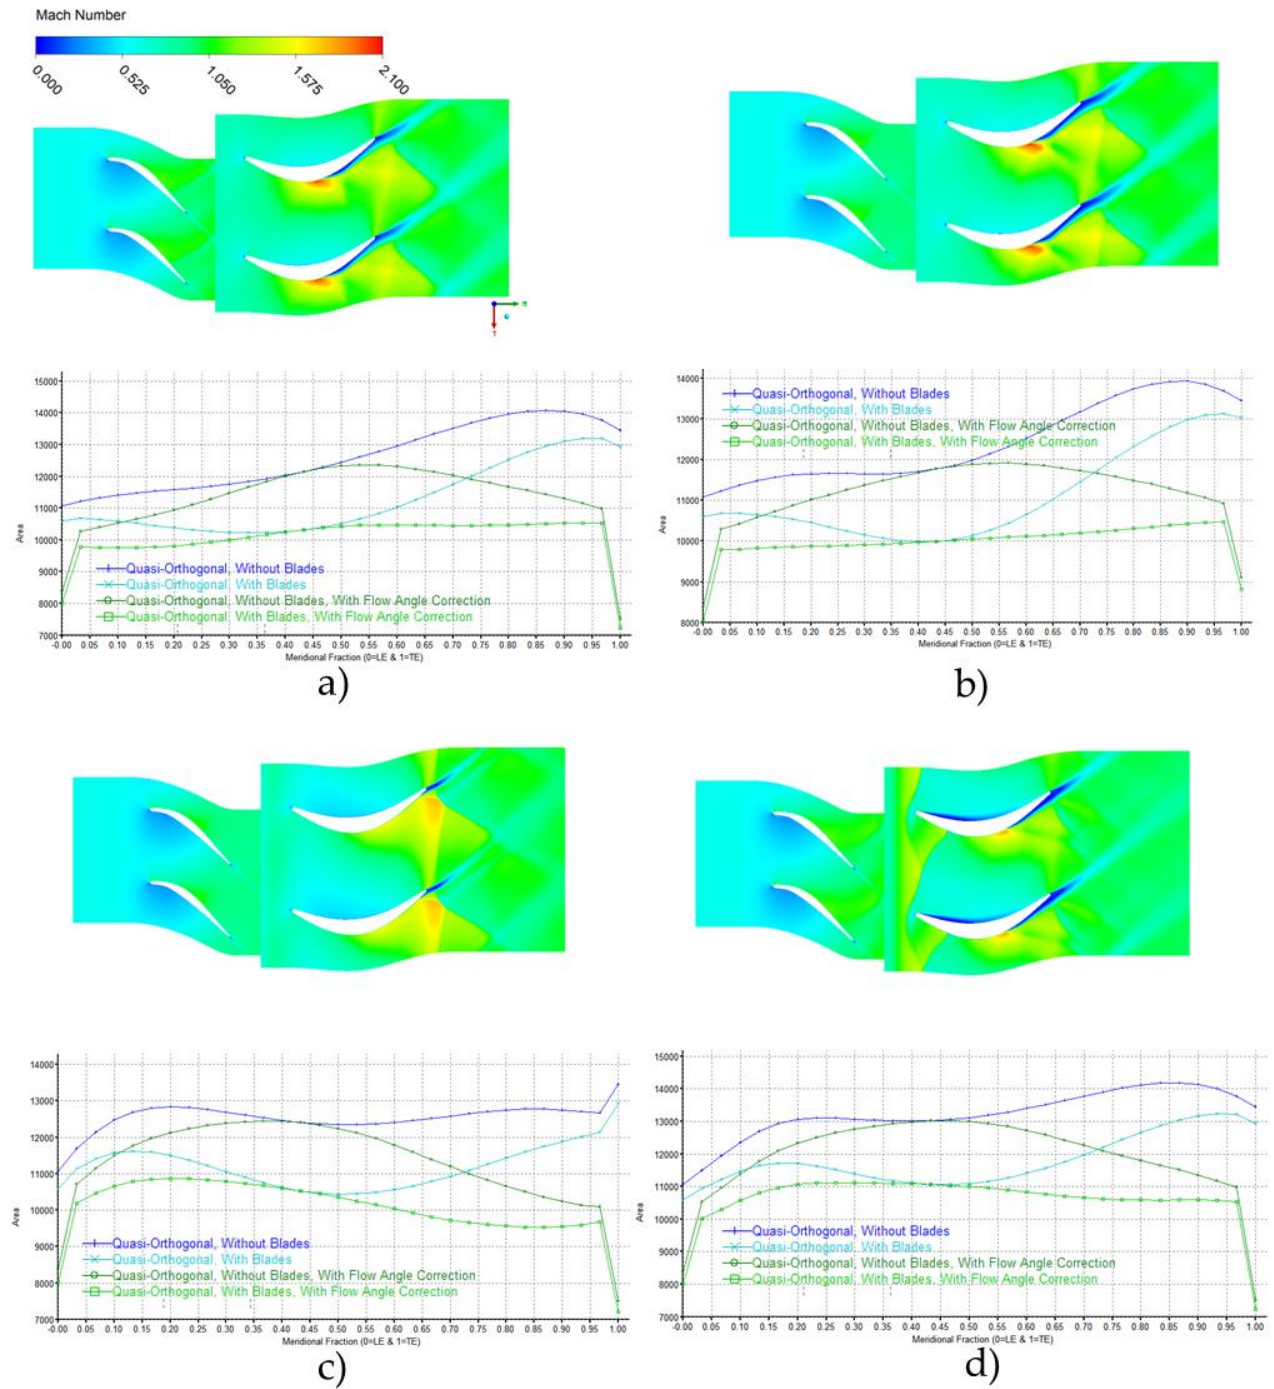 Mach Number
0.000 0.525 1.050 1.575 2.100
15000
14000
13000
12000
11000
10000
9000
8000
7000
Area
Quasi-Orthogonal, Without Blades
Quasi-Orthogonal, With Blades
Quasi-Orthogonal, Without Blades, With Flow Angle Correction
Quasi-Orthogonal, With Blades, With Flow Angle Correction
-0.00 0.05 0.10 0.15 0.20 0.25 0.30 0.35 0.40 0.45 0.50 0.55 0.60 0.65 0.70 0.75 0.80 0.85 0.90 0.95 1.00
Meridional Fraction (0=LE & 1=TE)
a)
14000
13000
12000
11000
10000
9000
8000
Area
Quasi-Orthogonal, Without Blades
Quasi-Orthogonal, With Blades
Quasi-Orthogonal, Without Blades, With Flow Angle Correction
Quasi-Orthogonal, With Blades, With Flow Angle Correction
-0.00 0.05 0.10 0.15 0.20 0.25 0.30 0.35 0.40 0.45 0.50 0.55 0.60 0.65 0.70 0.75 0.80 0.85 0.90 0.95 1.00
Meridional Fraction (0=LE & 1=TE)
b)
14000
13000
12000
11000
10000
9000
8000
7000
Area
Quasi-Orthogonal, Without Blades
Quasi-Orthogonal, With Blades
Quasi-Orthogonal, Without Blades, With Flow Angle Correction
Quasi-Orthogonal, With Blades, With Flow Angle Correction
-0.00 0.05 0.10 0.15 0.20 0.25 0.30 0.35 0.40 0.45 0.50 0.55 0.60 0.65 0.70 0.75 0.80 0.85 0.90 0.95 1.00
Meridional Fraction (0=LE & 1=TE)
c)
15000
14000
13000
12000
11000
10000
9000
8000
7000
Area
Quasi-Orthogonal, Without Blades
Quasi-Orthogonal, With Blades
Quasi-Orthogonal, Without Blades, With Flow Angle Correction
Quasi-Orthogonal, With Blades, With Flow Angle Correction
-0.00 0.05 0.10 0.15 0.20 0.25 0.30 0.35 0.40 0.45 0.50 0.55 0.60 0.65 0.70 0.75 0.80 0.85 0.90 0.95 1.00
Meridional Fraction (0=LE & 1=TE)
d)